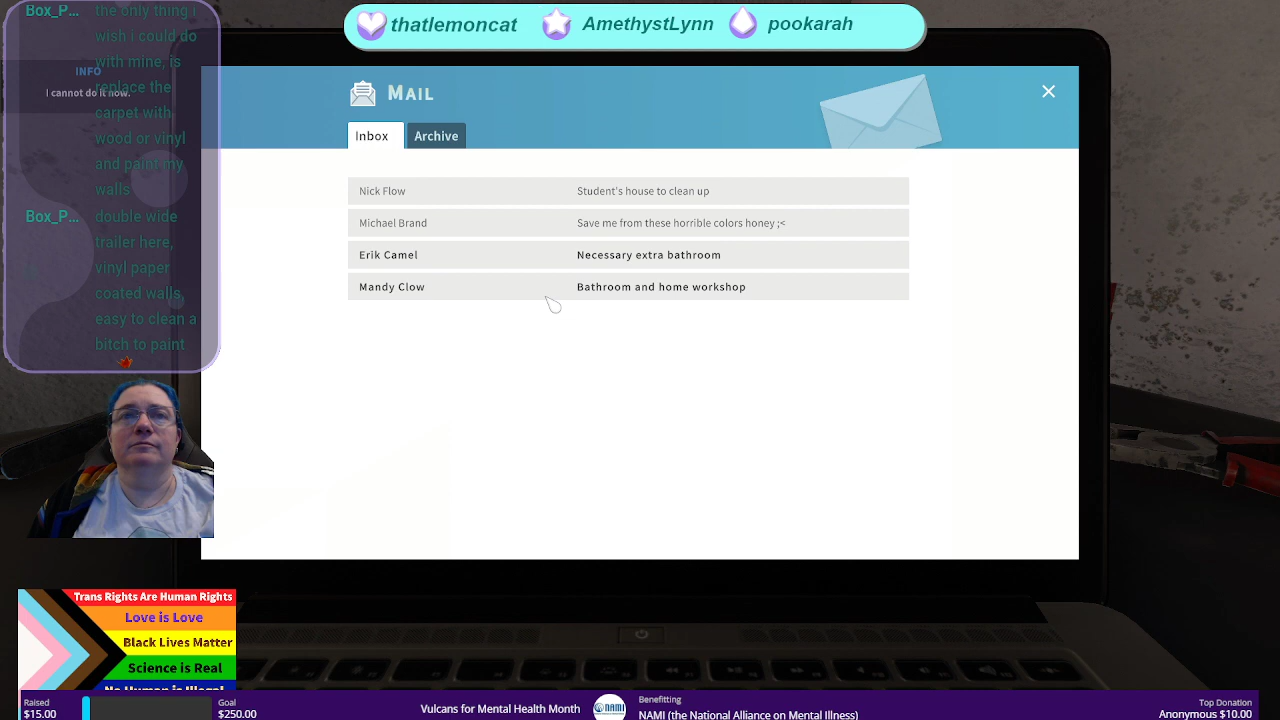 Box_P... the only thing i
wish i could do
with mine, is
replace the
carpet with
wood or vinyl
and paint my
walls
Box_P... double wide
trailer here,
vinyl paper
coated walls,
easy to clean a
bitch to paint
INFO
I cannot do it now.
thatlemoncat
AmethystLynn
pookarah
MAIL
Inbox
Archive
Nick Flow Student's house to clean up
Michael Brand Save me from these horrible colors honey ;<
Erik Camel Necessary extra bathroom
Mandy Clow Bathroom and home workshop
Trans Rights Are Human Rights
Love is Love
Black Lives Matter
Science is Real
No Human is Illegal
Raised
$15.00
Goal
$250.00
Vulcans for Mental Health Month
NAMI
Benefitting
NAMI (the National Alliance on Mental Illness)
Top Donation
Anonymous $10.00